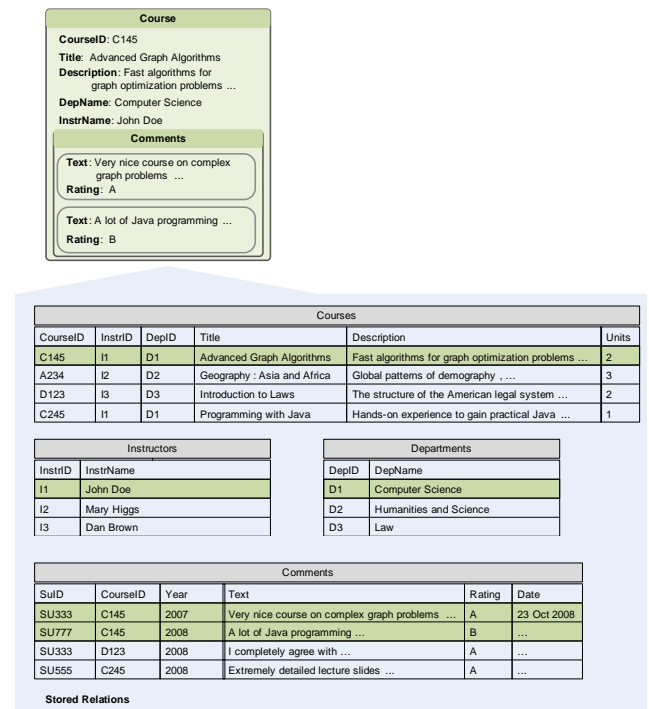 Course
CourseID: C145
Title: Advanced Graph Algorithms
Description: Fast algorithms for
graph optimization problems ...
DepName: Computer Science
InstrName: John Doe
Comments
Text: Very nice course on complex
graph problems ...
Rating: A
Text: A lot of Java programming ...
Rating: B
Courses
CourseID InstrID DepID Title Description Units
C145 I1 D1 Advanced Graph Algorithms Fast algorithms for graph optimization problems ... 2
A234 I2 D2 Geography : Asia and Africa Global patterns of demography , ... 3
D123 I3 D3 Introduction to Laws The structure of the American legal system ... 2
C245 I1 D1 Programming with Java Hands-on experience to gain practical Java ... 1
Instructors
InstrID InstrName
I1 John Doe
I2 Mary Higgs
I3 Dan Brown
Departments
DepID DepName
D1 Computer Science
D2 Humanities and Science
D3 Law
Comments
SuID CourseID Year Text Rating Date
SU333 C145 2007 Very nice course on complex graph problems ... A 23 Oct 2008
SU777 C145 2008 A lot of Java programming ... B ...
SU333 D123 2008 I completely agree with ... A ...
SU555 C245 2008 Extremely detailed lecture slides ... A ...
Stored Relations